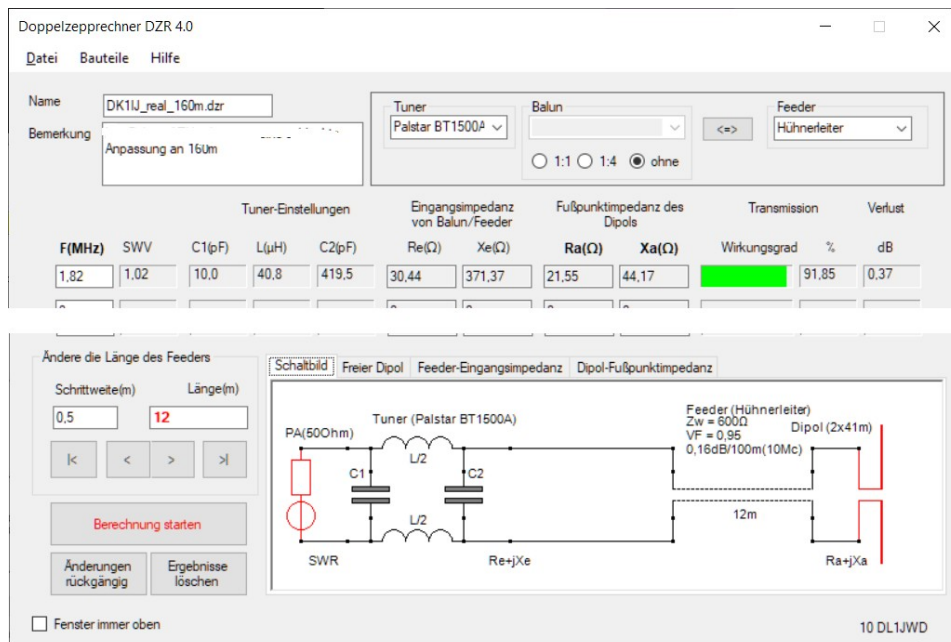 Doppelzepprechner DZR 4.0
Datei Bauteile Hilfe
Name DK1IJ_real_160m.dzr
Bemerkung
Anpassung an 160m
Tuner Balun Feeder
Palstar BT1500A <=> Hühnerleiter
1:1 1:4 ohne
Tuner-Einstellungen Eingangsimpedanz von Balun/Feeder Fußpunktimpedanz des Dipols Transmission Verlust
F(MHz) SWV C1(pF) L(µH) C2(pF) Re(Ω) Xe(Ω) Ra(Ω) Xa(Ω) Wirkungsgrad % dB
1,82 1,02 10,0 40,8 419,5 30,44 371,37 21,55 44,17 91,85 0,37
Ändere die Länge des Feeders
Schrittweite(m) Länge(m)
0,5 12
|< < > >|
Berechnung starten
Änderungen rückgängig
Ergebnisse löschen
Fenster immer oben
Schaltbild Freier Dipol Feeder-Eingangsimpedanz Dipol-Fußpunktimpedanz
PA(50Ohm)
Tuner (Palstar BT1500A)
L/2
C1
C2
L/2
SWR
Re+jXe
Feeder (Hühnerleiter)
Zw = 600Ω
VF = 0,95
0,16dB/100m(10Mc)
Dipol (2x41m)
12m
Ra+jXa
10 DL1JWD